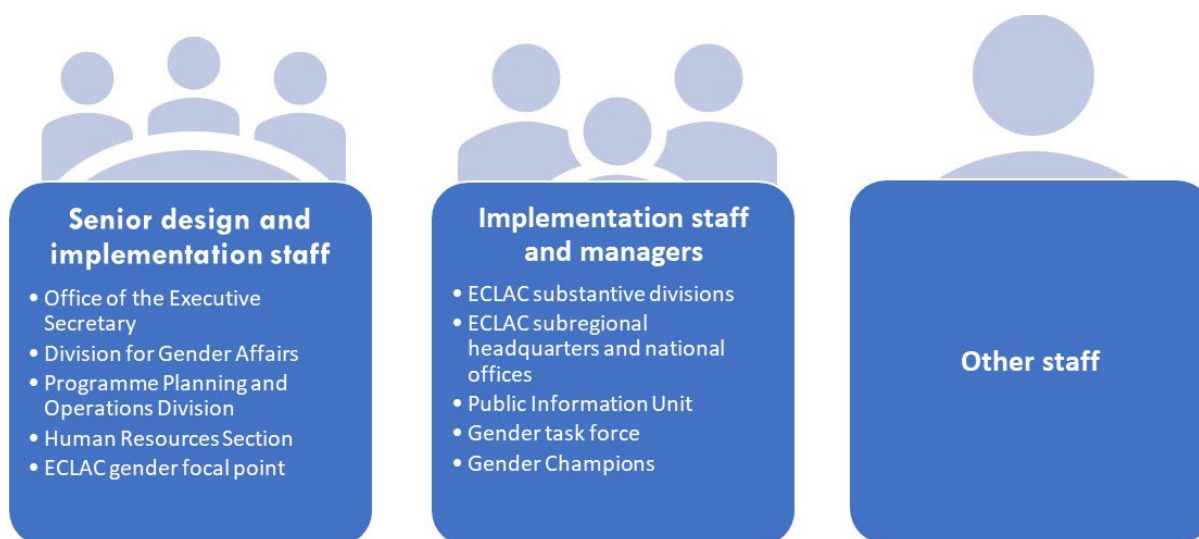 Senior design and
implementation staff
• Office of the Executive
Secretary
• Division for Gender Affairs
• Programme Planning and
Operations Division
• Human Resources Section
• ECLAC gender focal point
Implementation staff
and managers
• ECLAC substantive divisions
• ECLAC subregional
headquarters and national
offices
• Public Information Unit
• Gender task force
• Gender Champions
Other staff